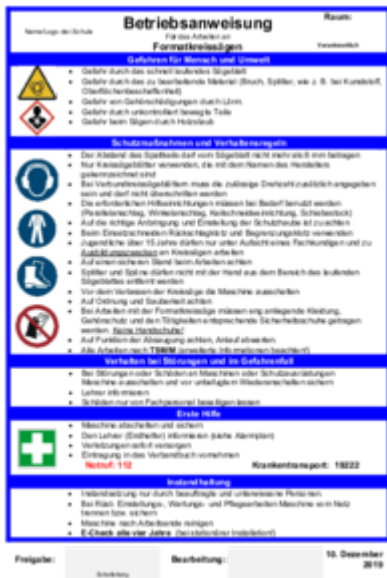 Raum:
Name/Logo der Schule
Betriebsanweisung
Für das Arbeiten an
Formatkreissägen
Verantwortlich
Gefahren für Mensch und Umwelt
Gefahr durch das schnell laufendes Sägeblatt
Gefahr durch das zu bearbeitende Material (Bruch, Splitter, wie z. B. bei Kunststoff,
Oberflächenbeschaffenheit)
Gefahr von Gehörschädigungen durch Lärm
Gefahr durch unkontrolliert bewegte Teile
Gefahr beim Sägen durch Holzstaub
Schutzmaßnahmen und Verhaltensregeln
Der Abstand des Spaltkeils darf vom Sägeblatt nicht mehr als 8 mm betragen
Nur Kreissägeblätter verwenden, die mit dem Namen des Herstellers
gekennzeichnet sind
Bei Verbundkreissägeblättern muss die zulässige Drehzahl zusätzlich angegeben
sein und darf nicht überschritten werden
Die erforderlichen Hilfseinrichtungen müssen bei Bedarf benutzt werden
(Parallelanschlag, Winkelanschlag, Keilschneideeinrichtung, Schiebestock)
Auf die richtige Anbringung und Einstellung der Schutzhaube ist zu achten
Beim Einsetzschneiden Rückschlagklotz und Begrenzungsklotz verwenden
Jugendliche über 15 Jahre dürfen nur unter Aufsicht eines Fachkundigen und zu
Ausbildungszwecken an Kreissägen arbeiten
Auf einen sicheren Stand beim Arbeiten achten
Splitter und Späne dürfen nicht mit der Hand aus dem Bereich des laufenden
Sägeblattes entfernt werden
Vor dem Verlassen der Kreissäge die Maschine ausschalten
Auf Ordnung und Sauberkeit achten
Bei Arbeiten mit der Formatkreissäge müssen eng anliegende Kleidung,
Gehörschutz und den Tätigkeiten entsprechende Sicherheitsschuhe getragen
werden. Keine Handschuhe!
Auf Funktion der Absaugung achten, Anlauf abwarten
Alle Arbeiten nach TSM/M (erweiterte Informationen beachten!)
Verhalten bei Störungen und im Gefahrenfall
Bei Störungen oder Schäden an Maschinen oder Schutzausrüstungen
Maschine ausschalten und vor unbefugtem Wiedereinschalten sichern
Lehrer informieren
Schäden nur von Fachpersonal beseitigen lassen
Erste Hilfe
Maschine abschalten und sichern
Den Lehrer (Ersthelfer) informieren (siehe Alarmplan)
Verletzungen sofort versorgen
Eintragung in das Verbandbuch vornehmen
Notruf: 112 Krankentransport: 19222
Instandhaltung
Instandsetzung nur durch beauftragte und unterwiesene Personen
Bei Rüst- Einstellungs-, Wartungs- und Pflegearbeiten Maschine vom Netz
trennen bzw. sichern
Maschine nach Arbeitsende reinigen
E-Check alle vier Jahre (bei stationärer Installation!)
Freigabe:
Bearbeitung:
10. Dezember
2019
Schulleitung